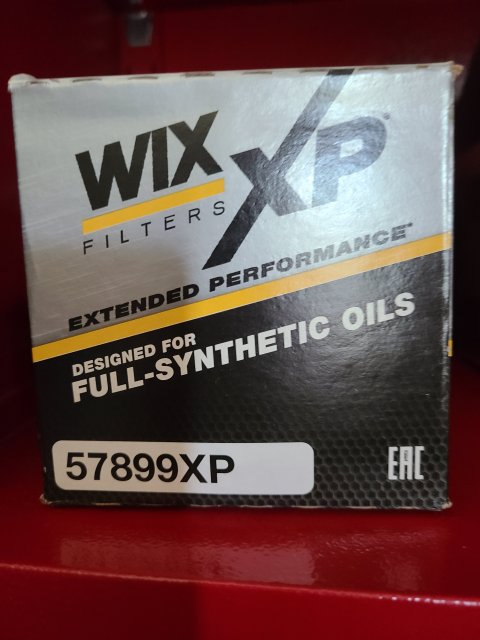 WIX
FILTERS
XP®
EXTENDED PERFORMANCE®
DESIGNED FOR
FULL-SYNTHETIC OILS
57899XP
EAC